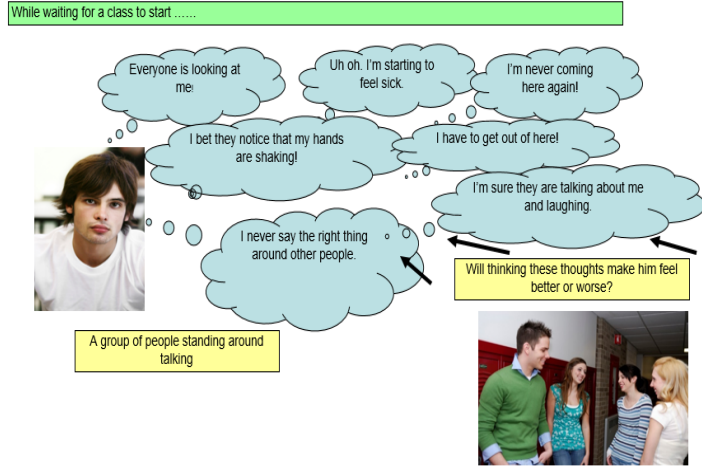 While waiting for a class to start ......
Everyone is looking at
me!
Uh oh. I'm starting to
feel sick.
I'm never coming
here again!
I bet they notice that my hands
are shaking!
I have to get out of here!
I'm sure they are talking about me
and laughing.
I never say the right thing
around other people.
Will thinking these thoughts make him feel
better or worse?
A group of people standing around
talking